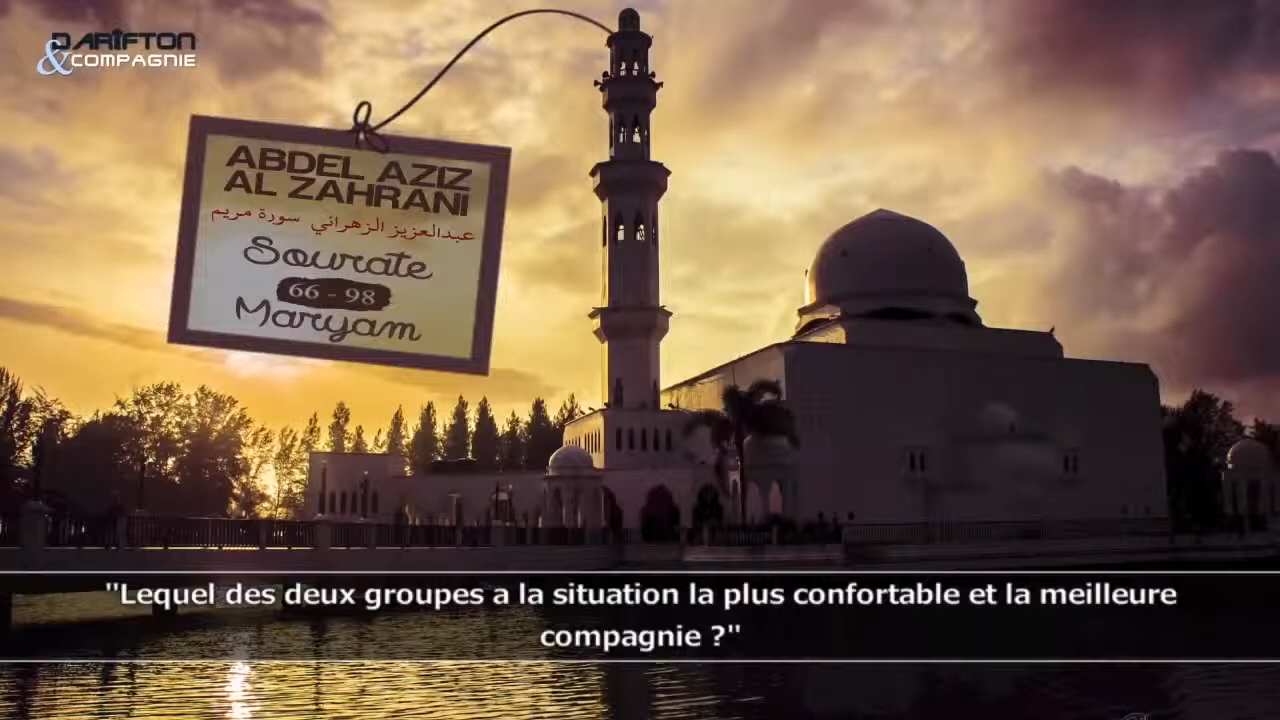 DARIFTON
&COMPAGNIE
ABDEL AZIZ
AL ZAHRANI
عبدالعزيز الزهراني سورة مريم
Sourate
66 - 98
Maryam
"Lequel des deux groupes a la situation la plus confortable et la meilleure
compagnie ?"